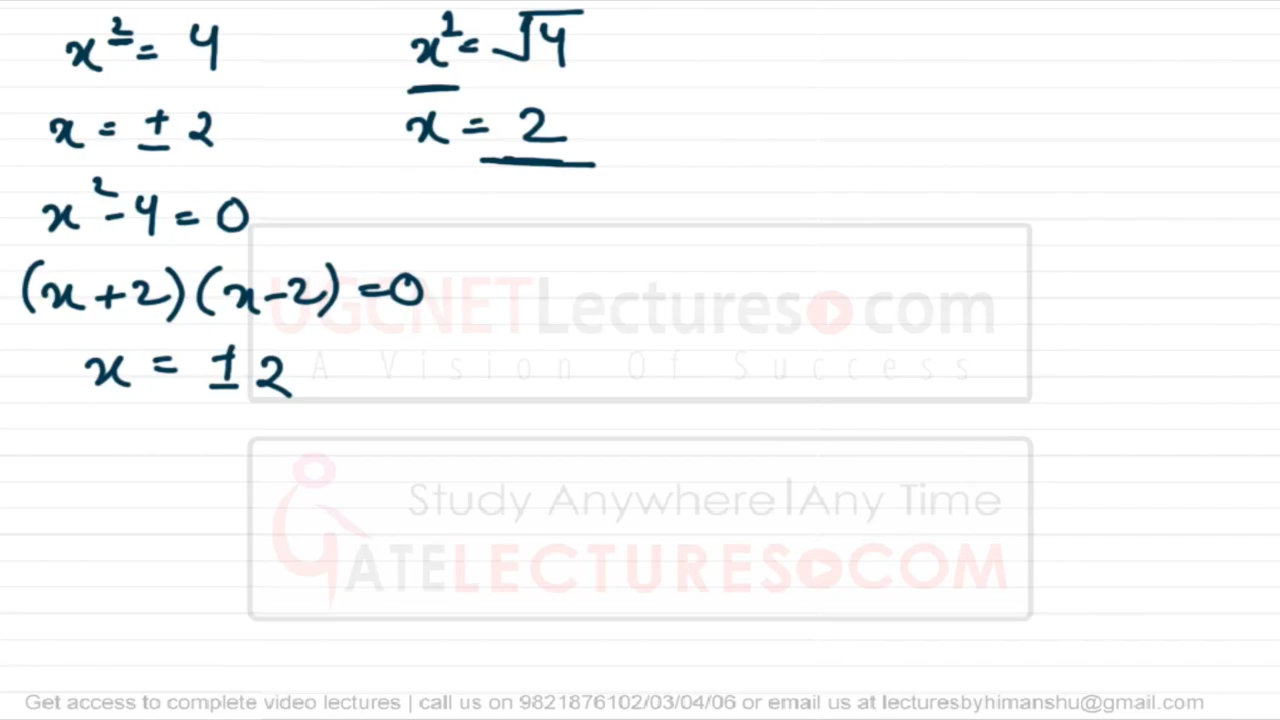 x² = 4
x = ± 2
x² - 4 = 0
(x+2)(x-2) = 0
x = ± 2
x¹ = √4
x = 2
UGCNETLectures.com
A Vision Of Success
Study Anywhere|Any Time
GATELECTURES.COM
Get access to complete video lectures | call us on 9821876102/03/04/06 or email us at lecturesbyhimanshu@gmail.com